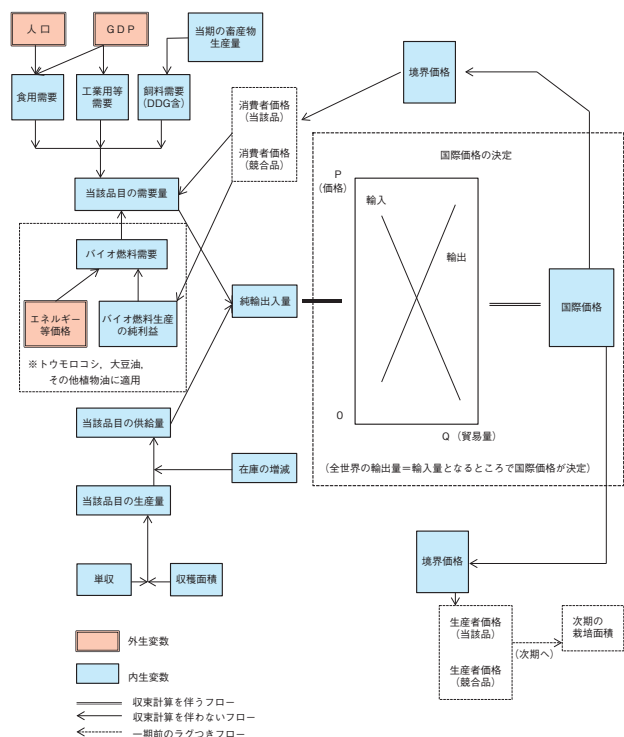 人口
GDP
当期の畜産物
生産量
食用需要
工業用等
需要
飼料需要
(DDG含)
消費者価格
(当該品)
消費者価格
(競合品)
境界価格
国際価格の決定
P
(価格)
輸入
輸出
0
Q (貿易量)
(全世界の輸出量＝輸入量となるところで国際価格が決定)
国際価格
当該品目の需要量
バイオ燃料需要
エネルギー
等価格
バイオ燃料生産
の純利益
※トウモロコシ，大豆油，
その他植物油に適用
純輸出入量
当該品目の供給量
在庫の増減
当該品目の生産量
単収
収穫面積
境界価格
生産者価格
(当該品)
生産者価格
(競合品)
(次期へ)
次期の
栽培面積
外生変数
内生変数
収束計算を伴うフロー
収束計算を伴わないフロー
一期前のラグつきフロー